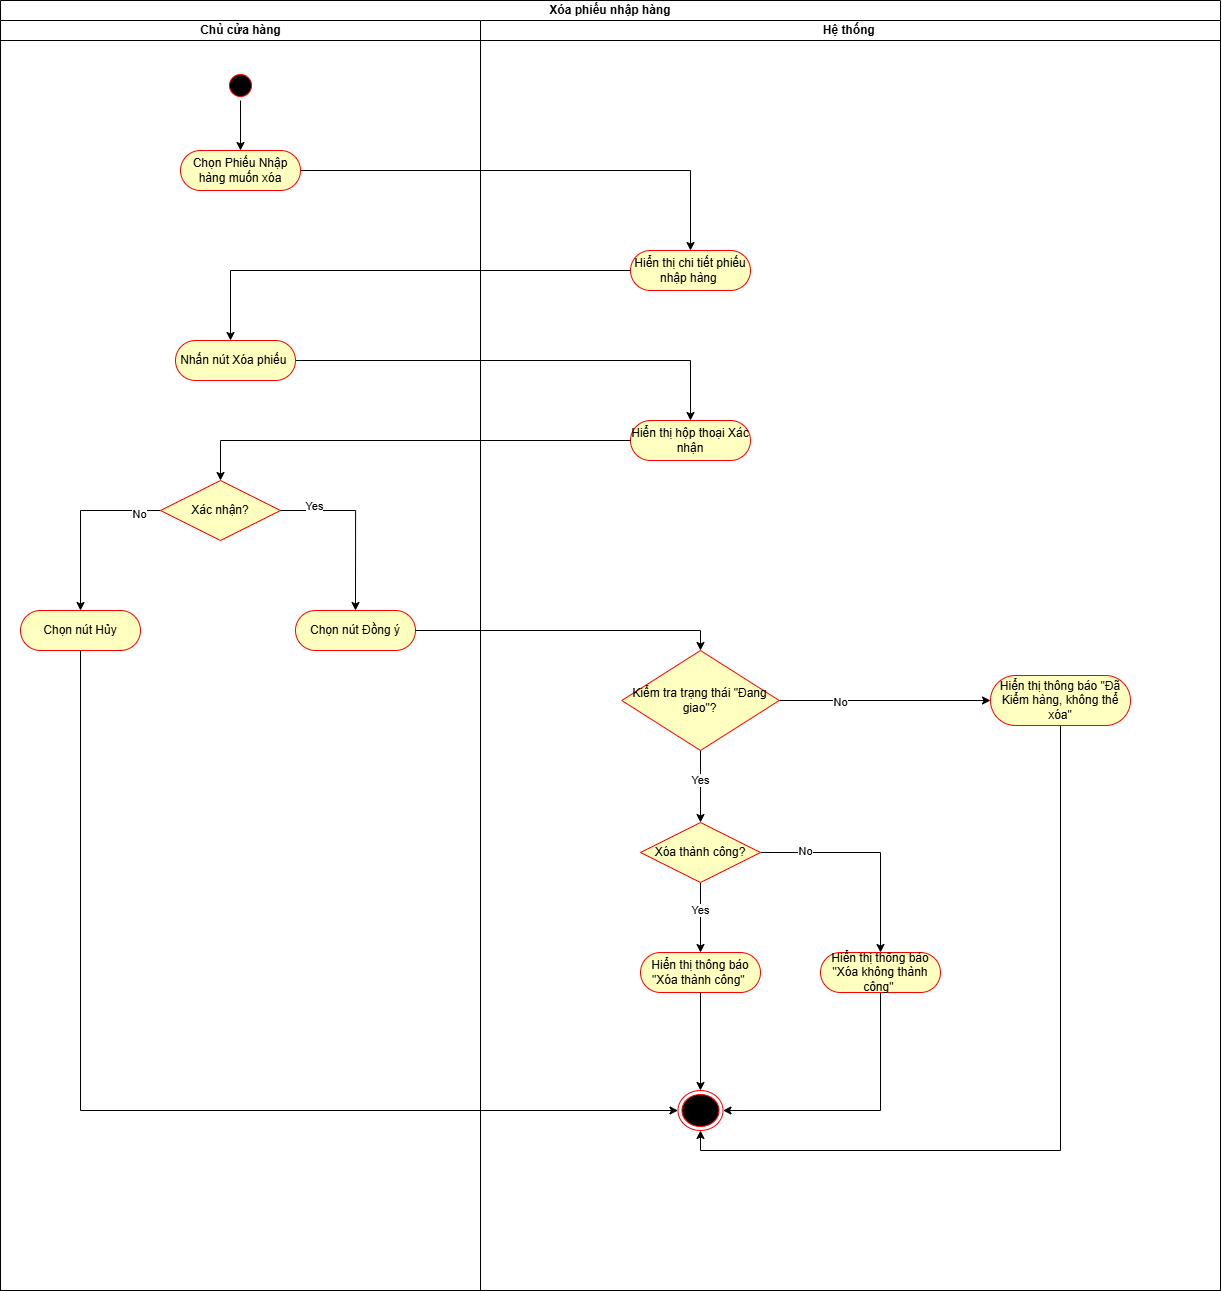 Xóa phiếu nhập hàng
Chủ cửa hàng
Hệ thống
Chọn Phiếu Nhập
hàng muốn xóa
Hiển thị chi tiết phiếu
nhập hàng
Nhấn nút Xóa phiếu
Hiển thị hộp thoại Xác
nhận
Xác nhận?
No
Yes
Chọn nút Hủy
Chọn nút Đồng ý
Kiểm tra trạng thái "Đang
giao"?
No
Hiển thị thông báo "Đã
Kiểm hàng, không thể
xóa"
Yes
Xóa thành công?
No
Yes
Hiển thị thông báo
"Xóa thành công"
Hiển thị thông báo
"Xóa không thành
công"